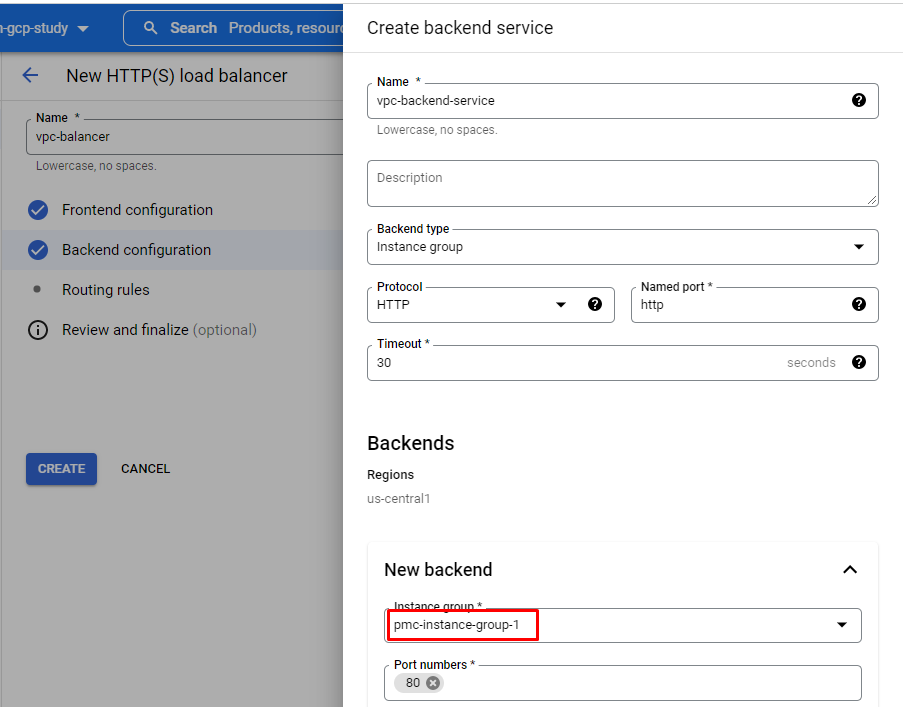 n-gcp-study
Search Products, resour
New HTTP(S) load balancer
Name *
vpc-balancer
Lowercase, no spaces.
Frontend configuration
Backend configuration
Routing rules
Review and finalize (optional)
CREATE
CANCEL
Create backend service
Name *
vpc-backend-service
Lowercase, no spaces.
Description
Backend type
Instance group
Protocol
HTTP
Named port *
http
Timeout *
30
seconds
Backends
Regions
us-central1
New backend
Instance group *
pmc-instance-group-1
Port numbers *
80